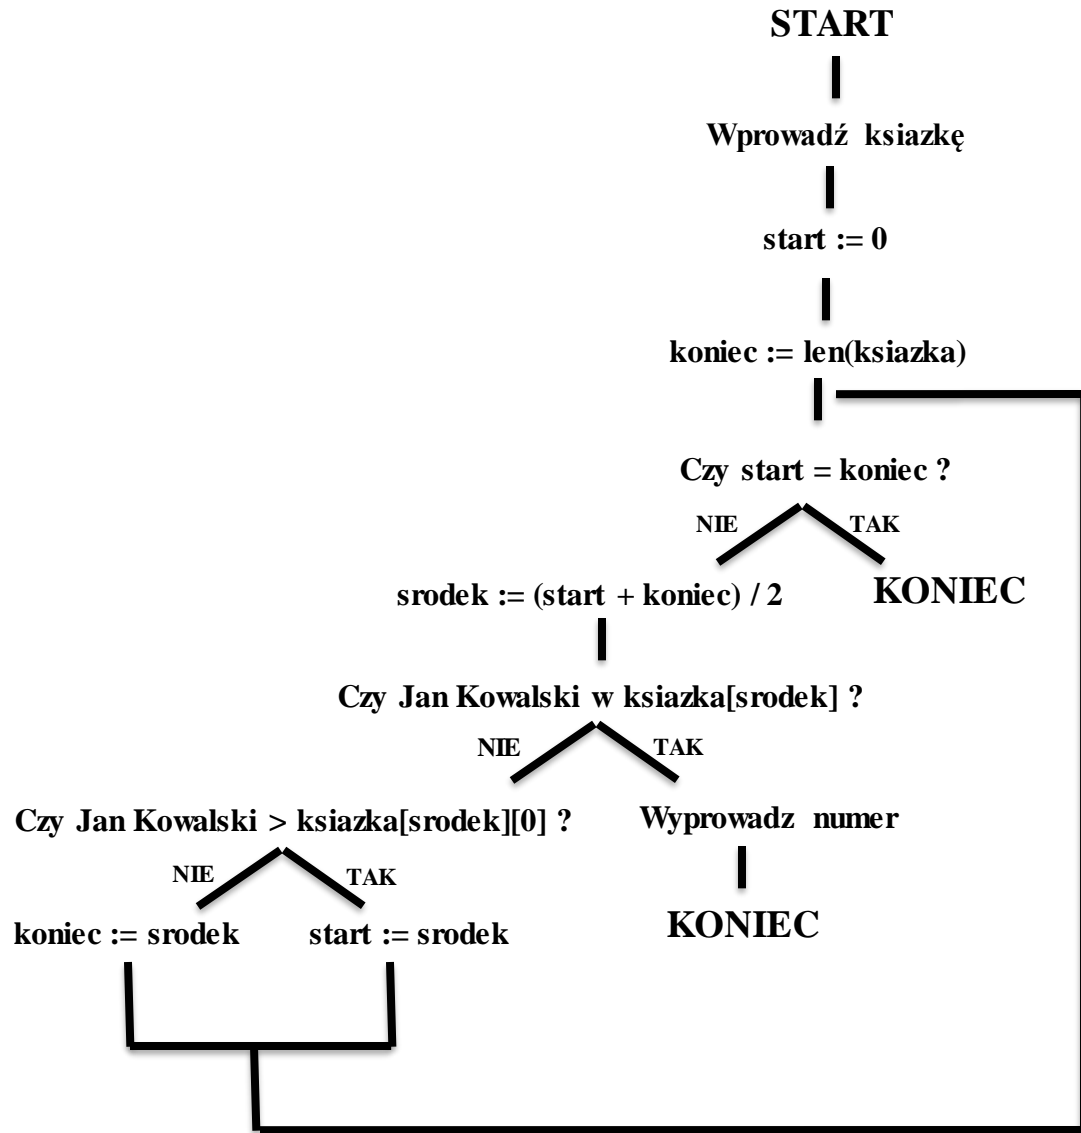 START
Wprowadź ksiazkę
start := 0
koniec := len(ksiazka)
Czy start = koniec ?
NIE
TAK
srodek := (start + koniec) / 2
KONIEC
Czy Jan Kowalski w ksiazka[srodek] ?
NIE
TAK
Czy Jan Kowalski > ksiazka[srodek][0] ?
Wyprowadz numer
NIE
TAK
koniec := srodek
start := srodek
KONIEC